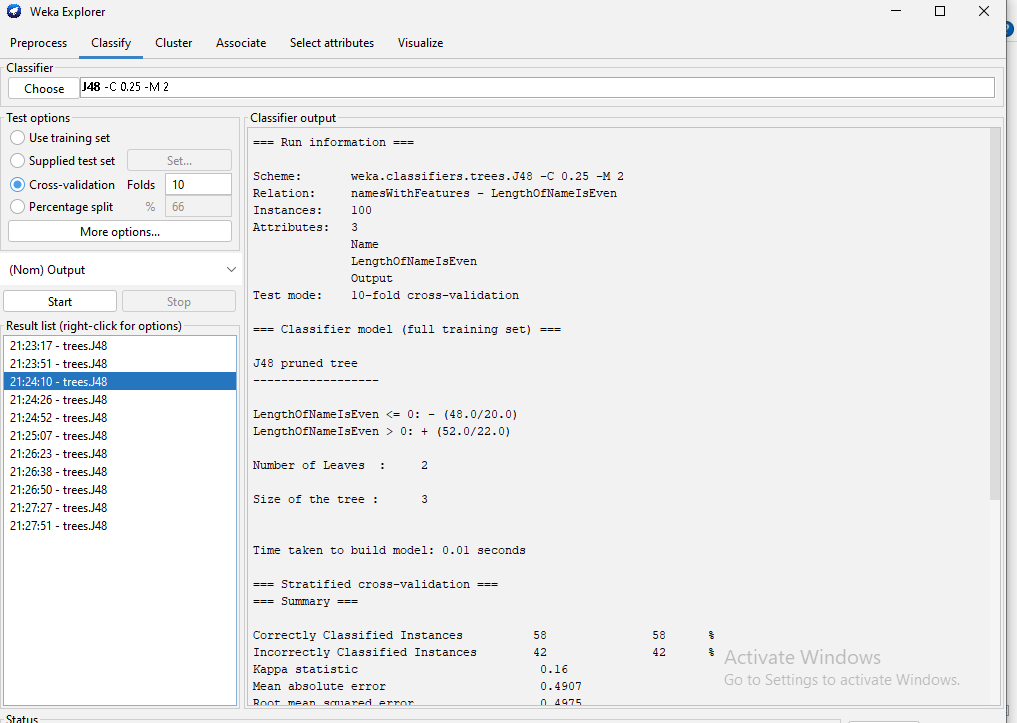 Weka Explorer
Preprocess Classify Cluster Associate Select attributes Visualize
Classifier
Choose J48 -C 0.25 -M 2
Test options
Use training set
Supplied test set Set...
Cross-validation Folds 10
Percentage split % 66
More options...
(Nom) Output
Start Stop
Result list (right-click for options)
21:23:17 - trees.J48
21:23:51 - trees.J48
21:24:10 - trees.J48
21:24:26 - trees.J48
21:24:52 - trees.J48
21:25:07 - trees.J48
21:26:23 - trees.J48
21:26:38 - trees.J48
21:26:50 - trees.J48
21:27:27 - trees.J48
21:27:51 - trees.J48
Classifier output
=== Run information ===
Scheme: weka.classifiers.trees.J48 -C 0.25 -M 2
Relation: namesWithFeatures - LengthOfNameIsEven
Instances: 100
Attributes: 3
Name
LengthOfNameIsEven
Output
Test mode: 10-fold cross-validation
=== Classifier model (full training set) ===
J48 pruned tree
------------------
LengthOfNameIsEven <= 0: - (48.0/20.0)
LengthOfNameIsEven > 0: + (52.0/22.0)
Number of Leaves : 2
Size of the tree : 3
Time taken to build model: 0.01 seconds
=== Stratified cross-validation ===
=== Summary ===
Correctly Classified Instances 58 58 %
Incorrectly Classified Instances 42 42 %
Kappa statistic 0.16
Mean absolute error 0.4907
Root mean squared error 0.4975
Activate Windows
Go to Settings to activate Windows.
Status